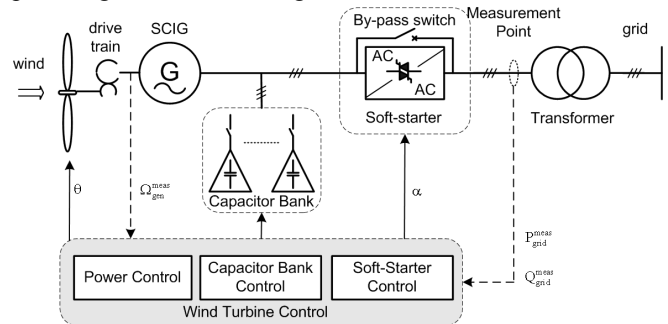 By-pass switch
Measurement
Point
grid
drive
train
SCIG
wind
G
AC
AC
Soft-starter
Transformer
Capacitor Bank
θ
Ω_gen^meas
α
P_grid^meas
Q_grid^meas
Power Control
Capacitor Bank
Control
Soft-Starter
Control
Wind Turbine Control